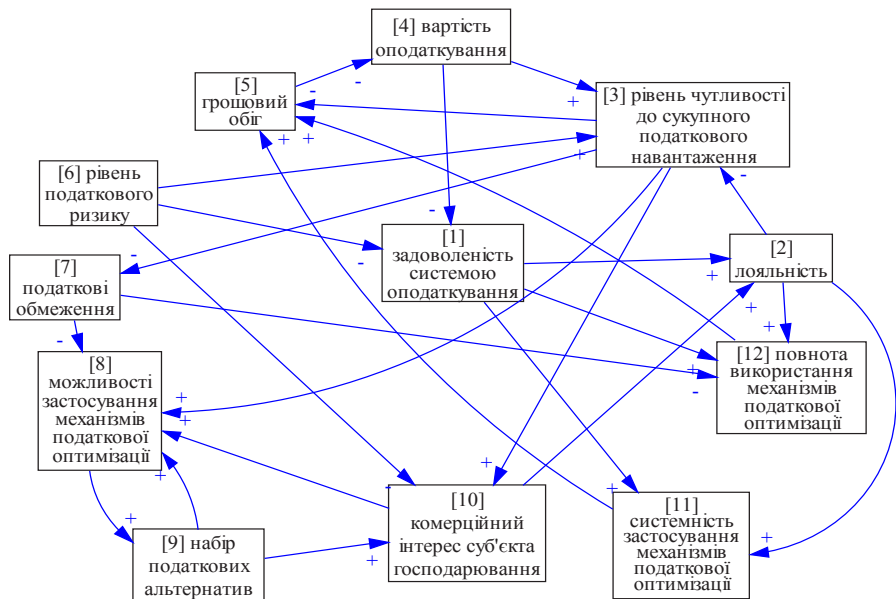 [4] вартість
оподаткування
[5]
грошовий
обіг
-
-
+
[3] рівень чутливості
до сукупного
податкового
навантаження
-
+
+
+
-
[6] рівень
податкового
ризику
-
[1]
задоволеність
системою
оподаткування
-
-
[2]
лояльність
+
+
+
[7]
податкові
обмеження
-
[8]
можливості
застосування
механізмів
податкової
оптимізації
+
+
[12] повнота
використання
механізмів
податкової
оптимізації
+
-
+
+
-
+
+
[10]
комерційний
інтерес суб'єкта
господарювання
+
[11]
системність
застосування
механізмів
податкової
оптимізації
+
[9] набір
податкових
альтернатив